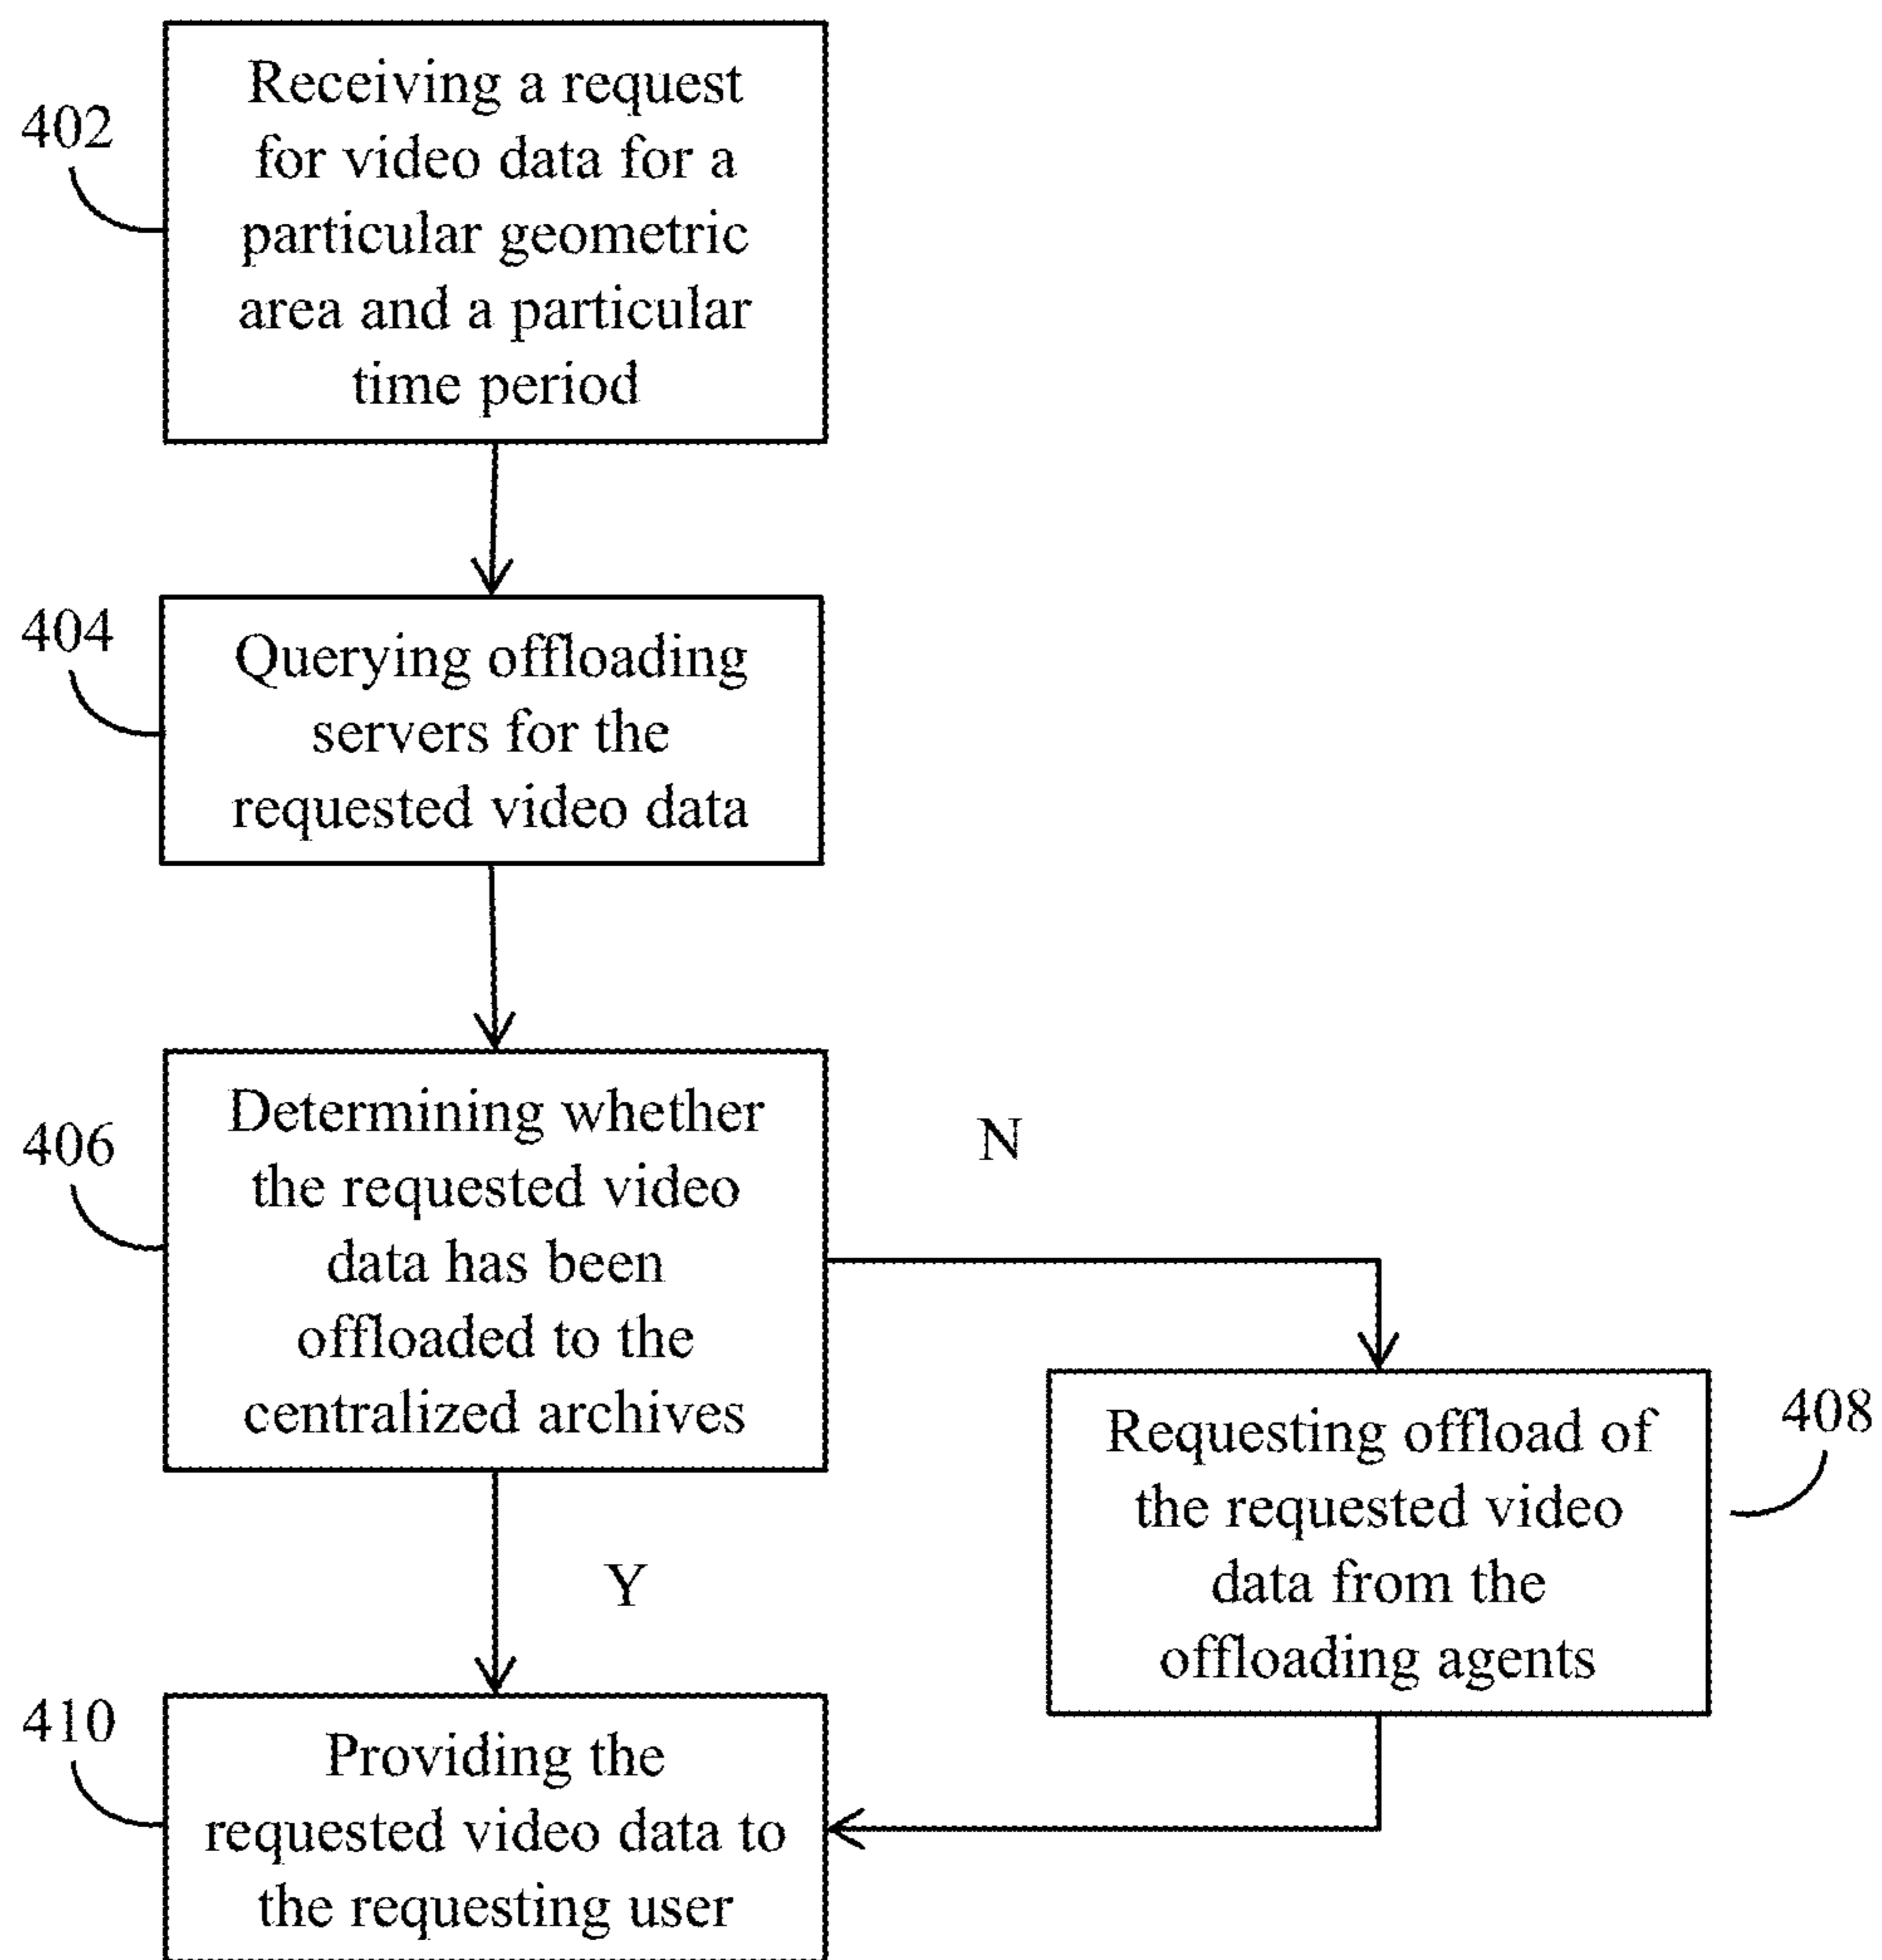 402
Receiving a request
for video data for a
particular geometric
area and a particular
time period
404
Querying offloading
servers for the
requested video data
406
Determining whether
the requested video
data has been
offloaded to the
centralized archives
N
Y
408
Requesting offload of
the requested video
data from the
offloading agents
410
Providing the
requested video data to
the requesting user